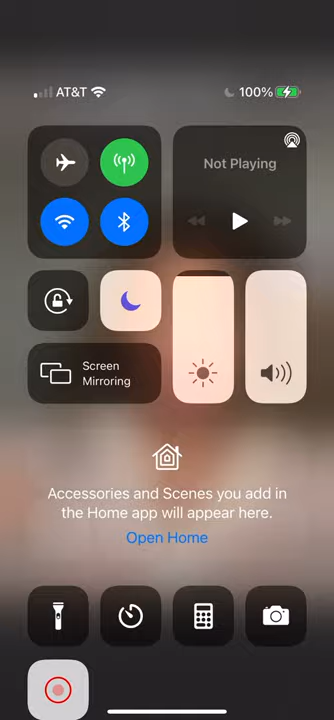 AT&T 100%
Not Playing
Screen
Mirroring
Accessories and Scenes you add in
the Home app will appear here.
Open Home